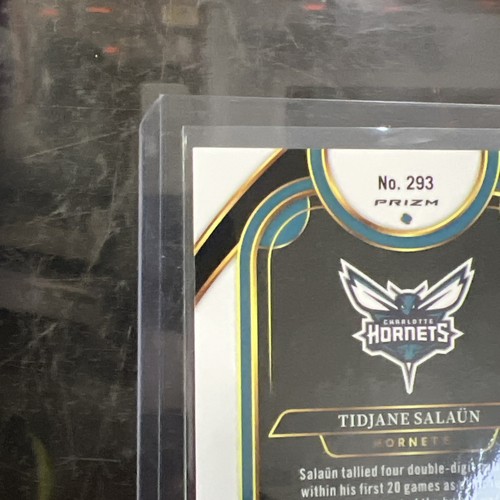 No. 293
PRIZM
CHARLOTTE
HORNETS
TIDJANE SALAÜN
HORNETS
Salaün tallied four double-digit
within his first 20 games as